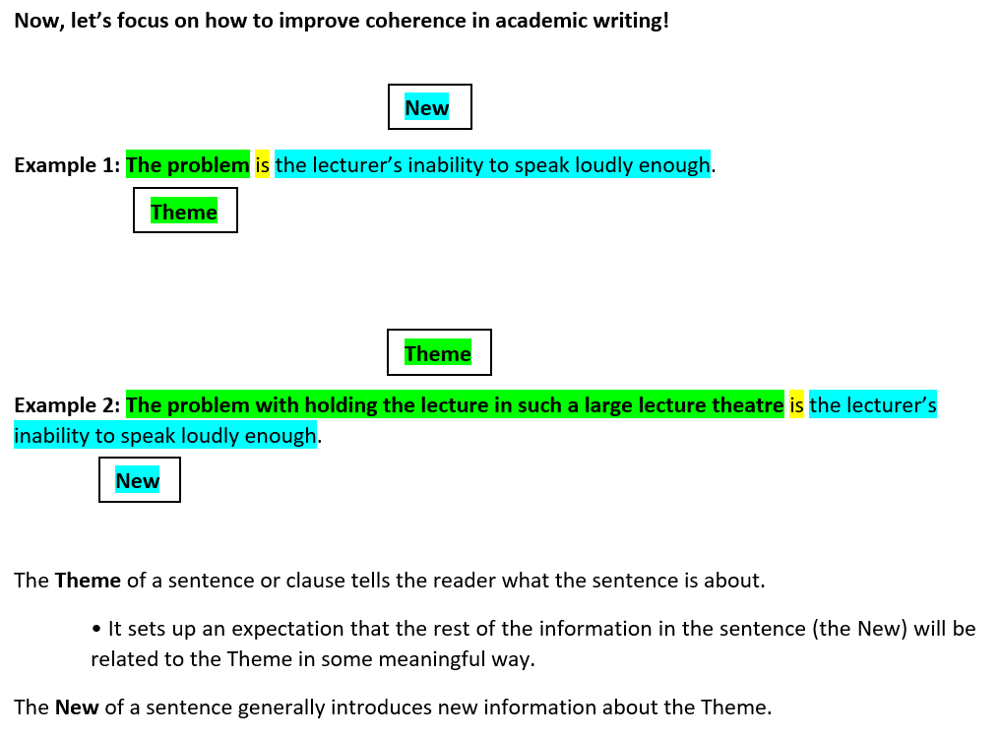 Now, let’s focus on how to improve coherence in academic writing!
New
Example 1: The problem is the lecturer’s inability to speak loudly enough.
Theme
Theme
Example 2: The problem with holding the lecture in such a large lecture theatre is the lecturer’s
inability to speak loudly enough.
New
The Theme of a sentence or clause tells the reader what the sentence is about.
• It sets up an expectation that the rest of the information in the sentence (the New) will be
related to the Theme in some meaningful way.
The New of a sentence generally introduces new information about the Theme.